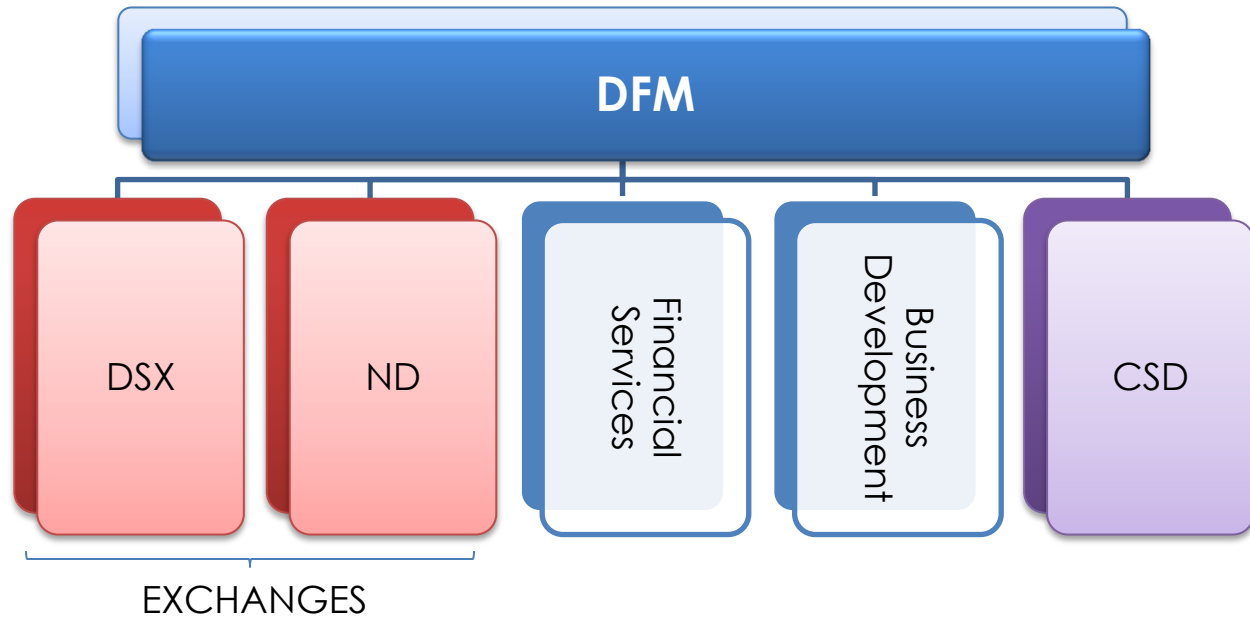 DFM
DSX
ND
Financial
Services
Business
Development
CSD
EXCHANGES